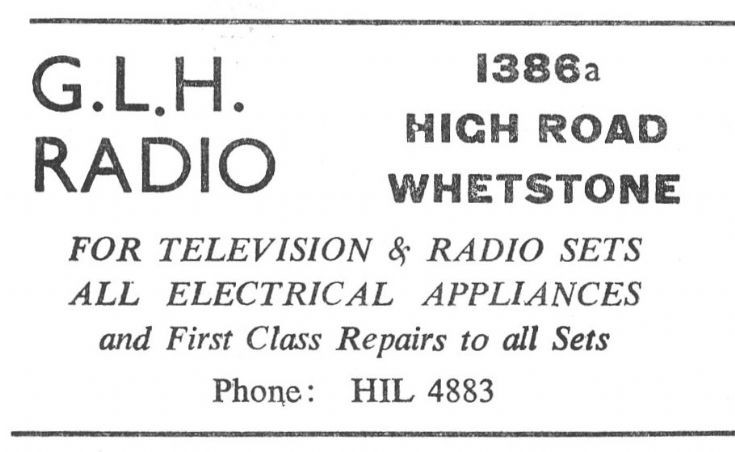 G.L.H.
RADIO
1386a
HIGH ROAD
WHETSTONE
FOR TELEVISION & RADIO SETS
ALL ELECTRICAL APPLIANCES
and First Class Repairs to all Sets
Phone: HIL 4883